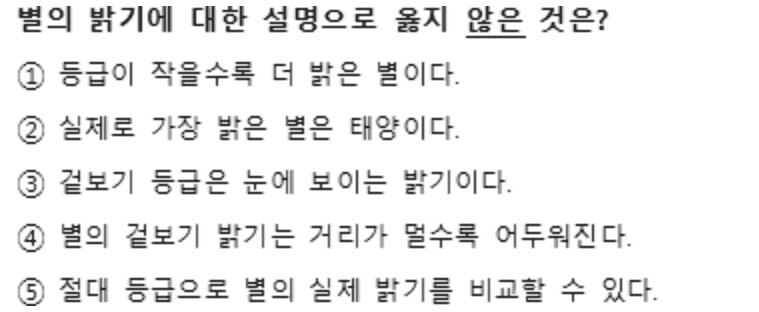 별의 밝기에 대한 설명으로 옳지 않은 것은?
① 등급이 작을수록 더 밝은 별이다.
② 실제로 가장 밝은 별은 태양이다.
③ 겉보기 등급은 눈에 보이는 밝기이다.
④ 별의 겉보기 밝기는 거리가 멀수록 어두워진다.
⑤ 절대 등급으로 별의 실제 밝기를 비교할 수 있다.